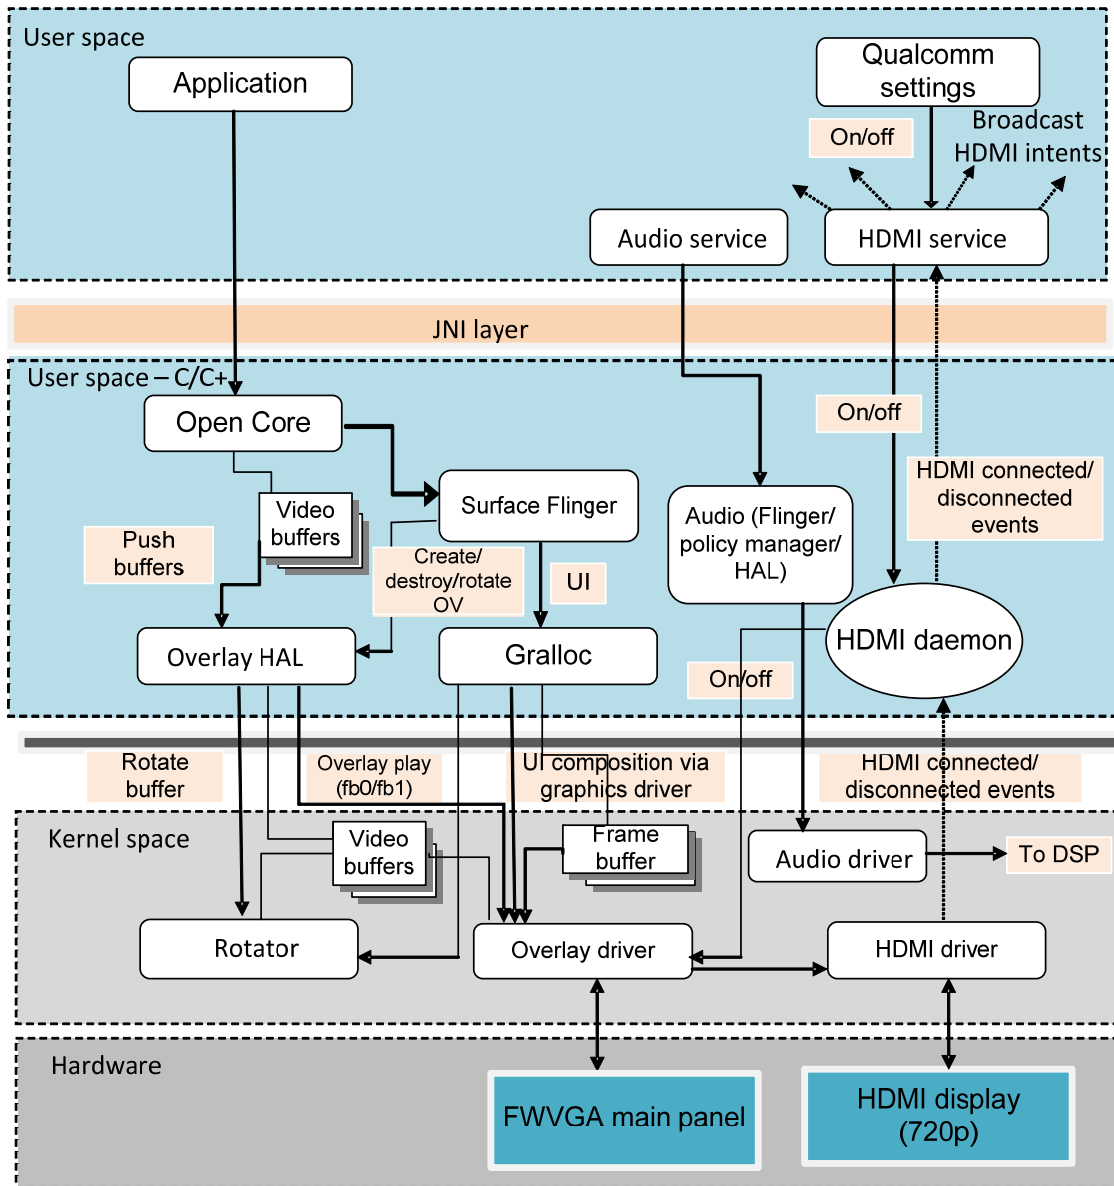 User space
Application
Qualcomm
settings
On/off
Broadcast
HDMI intents
Audio service
HDMI service
JNI layer
User space – C/C+
Open Core
On/off
Surface Flinger
Video
buffers
Push
buffers
Create/
destroy/rotate
OV
UI
Audio (Flinger/
policy manager/
HAL)
HDMI connected/
disconnected
events
Overlay HAL
Gralloc
HDMI daemon
On/off
Rotate
buffer
Overlay play
(fb0/fb1)
UI composition via
graphics driver
HDMI connected/
disconnected events
Kernel space
Video
buffers
Frame
buffer
Audio driver
To DSP
Rotator
Overlay driver
HDMI driver
Hardware
FWVGA main panel
HDMI display
(720p)